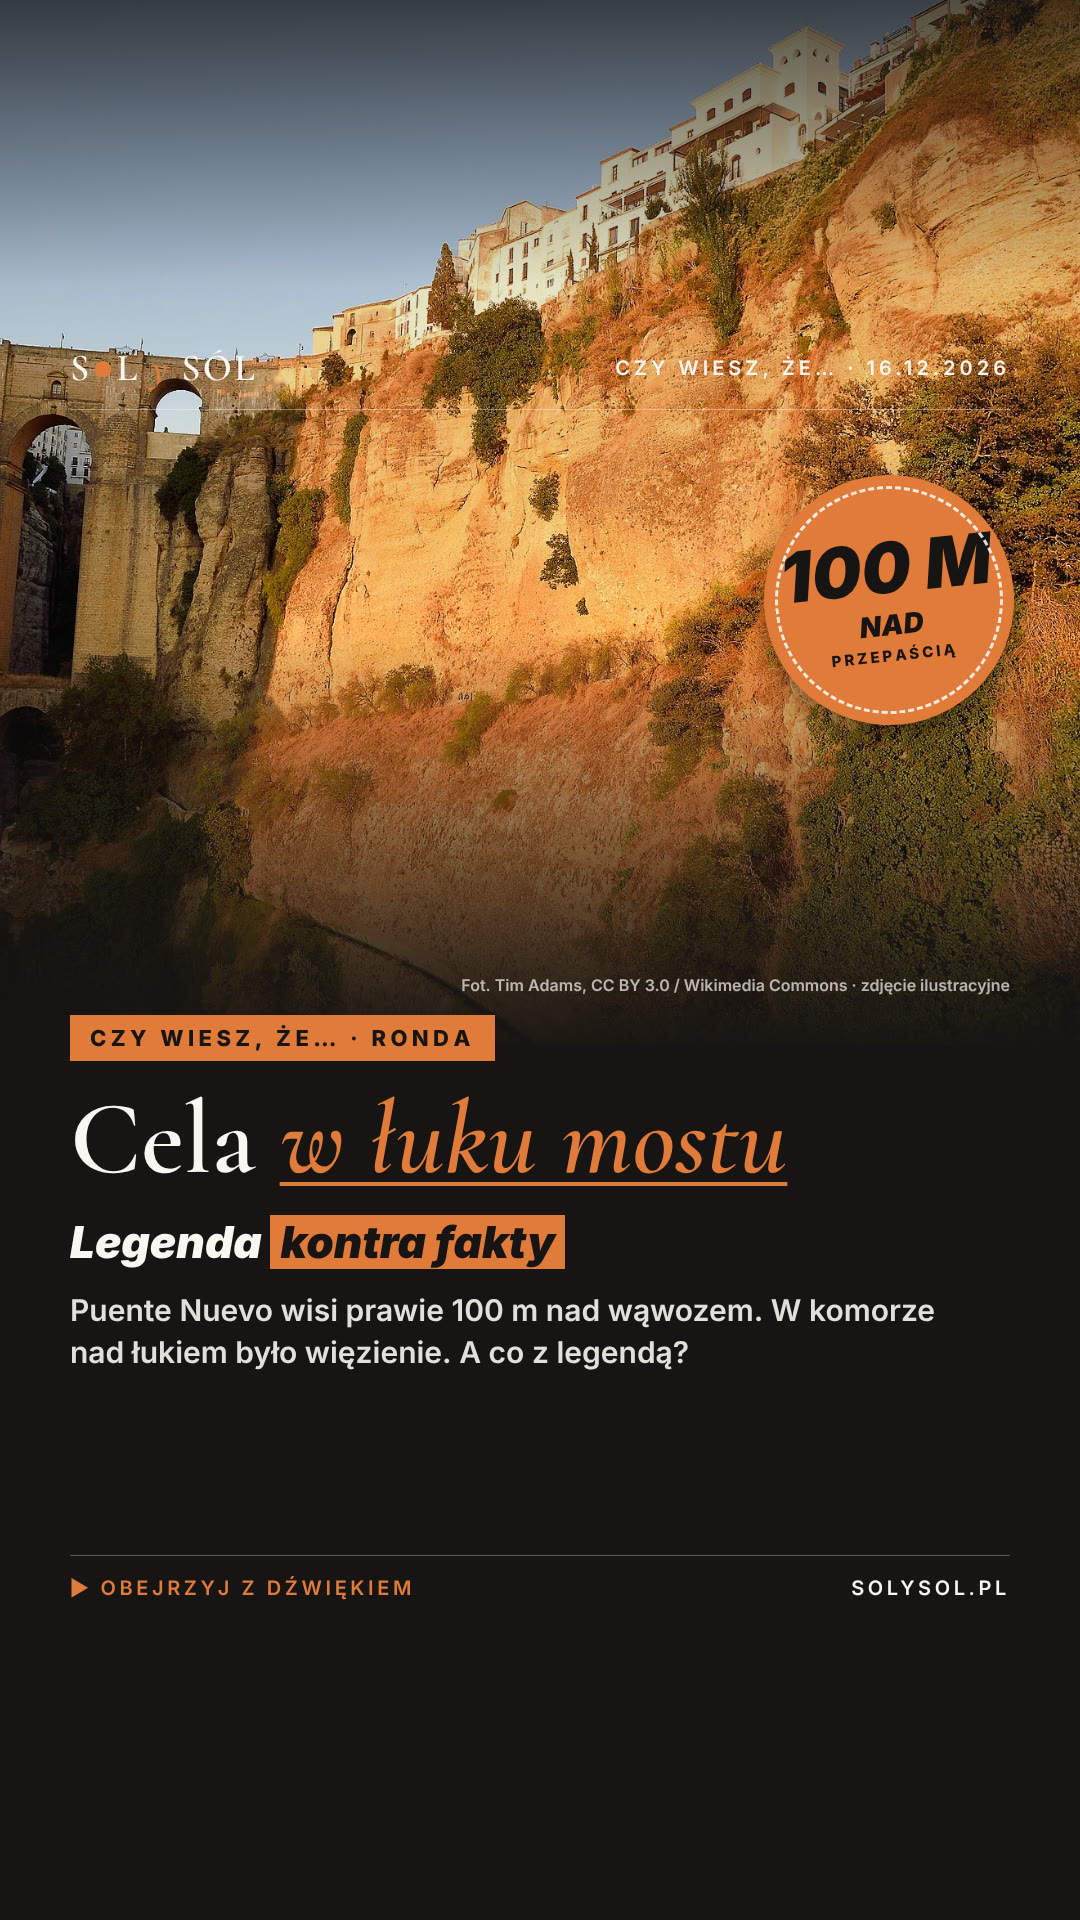 SOL y SÓL
CZY WIESZ, ŻE… · 16.12.2026
100 M
NAD
PRZEPAŚCIĄ
Fot. Tim Adams, CC BY 3.0 / Wikimedia Commons · zdjęcie ilustracyjne
CZY WIESZ, ŻE… · RONDA
Cela w łuku mostu
Legenda kontra fakty
Puente Nuevo wisi prawie 100 m nad wąwozem. W komorze
nad łukiem było więzienie. A co z legendą?
▶ OBEJRZYJ Z DŹWIĘKIEM
SOLYSOL.PL